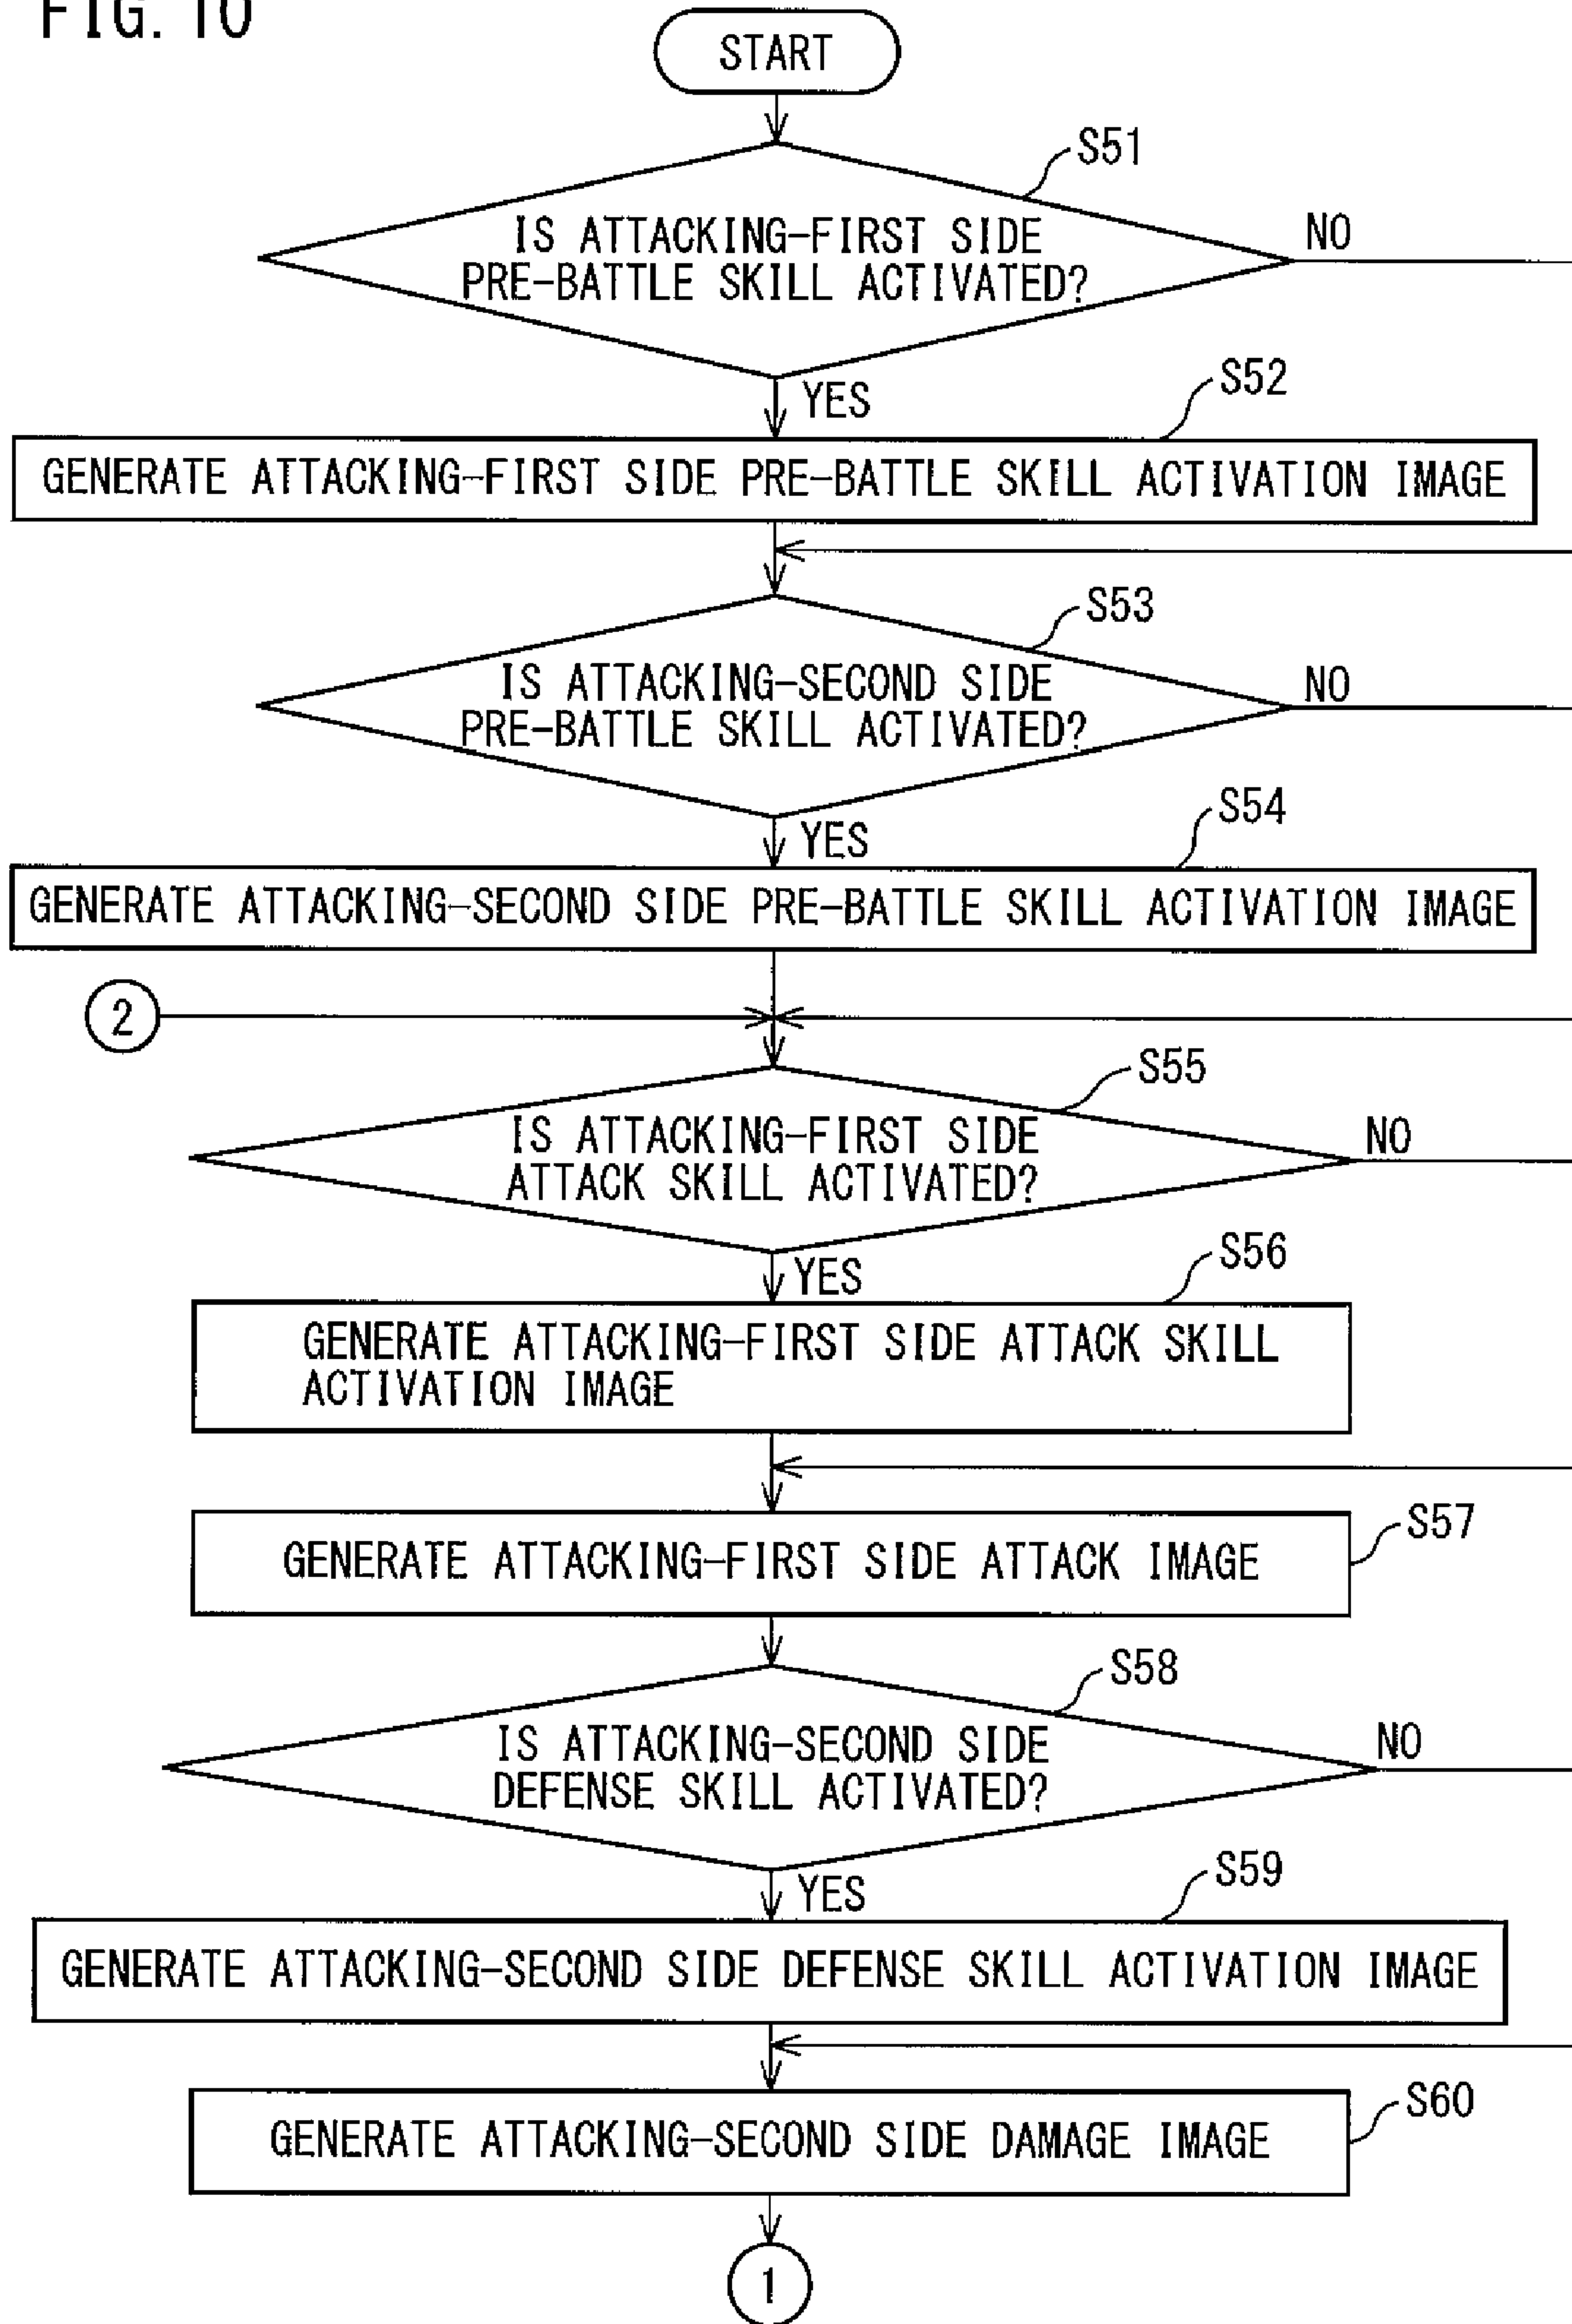 FIG. 10
START
S51
IS ATTACKING-FIRST SIDE
PRE-BATTLE SKILL ACTIVATED?
NO
YES
S52
GENERATE ATTACKING-FIRST SIDE PRE-BATTLE SKILL ACTIVATION IMAGE
S53
IS ATTACKING-SECOND SIDE
PRE-BATTLE SKILL ACTIVATED?
NO
YES
S54
GENERATE ATTACKING-SECOND SIDE PRE-BATTLE SKILL ACTIVATION IMAGE
2
S55
IS ATTACKING-FIRST SIDE
ATTACK SKILL ACTIVATED?
NO
YES
S56
GENERATE ATTACKING-FIRST SIDE ATTACK SKILL
ACTIVATION IMAGE
S57
GENERATE ATTACKING-FIRST SIDE ATTACK IMAGE
S58
IS ATTACKING-SECOND SIDE
DEFENSE SKILL ACTIVATED?
NO
YES
S59
GENERATE ATTACKING-SECOND SIDE DEFENSE SKILL ACTIVATION IMAGE
S60
GENERATE ATTACKING-SECOND SIDE DAMAGE IMAGE
1